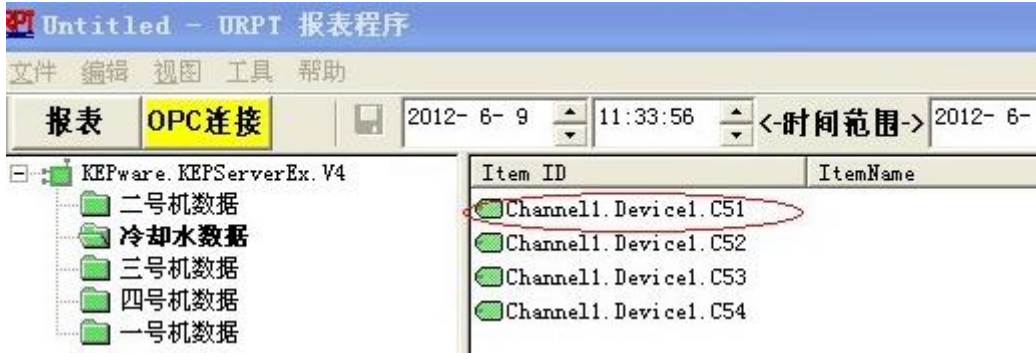 RPT Untitled - URPT 报表程序
文件 编辑 视图 工具 帮助
报表 OPC连接 2012- 6- 9 11:33:56 <-时间范围-> 2012- 6-
KEPware.KEPServerEx.V4
二号机数据
冷却水数据
三号机数据
四号机数据
一号机数据
Item ID ItemName
Channel1.Device1.C51
Channel1.Device1.C52
Channel1.Device1.C53
Channel1.Device1.C54